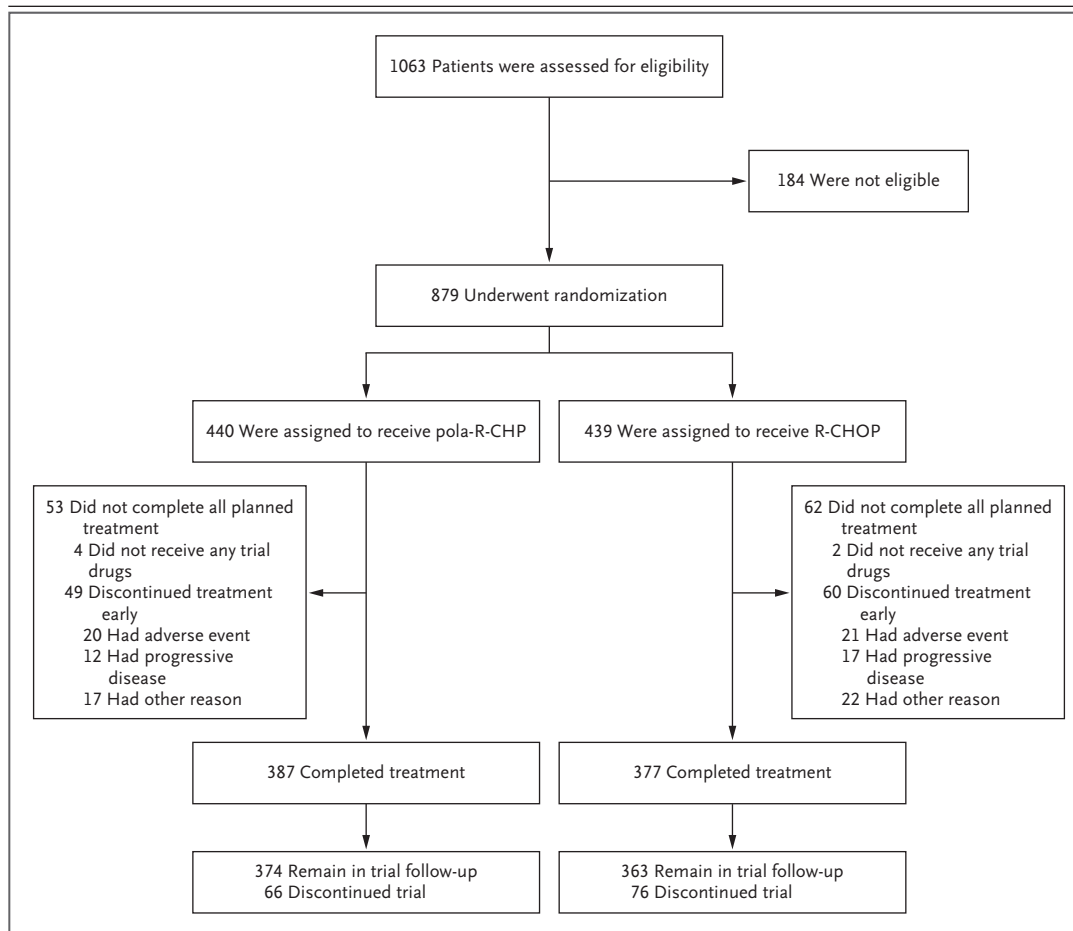 1063 Patients were assessed for eligibility
184 Were not eligible
879 Underwent randomization
440 Were assigned to receive pola-R-CHP
439 Were assigned to receive R-CHOP
53 Did not complete all planned
treatment
4 Did not receive any trial
drugs
49 Discontinued treatment
early
20 Had adverse event
12 Had progressive
disease
17 Had other reason
62 Did not complete all planned
treatment
2 Did not receive any trial
drugs
60 Discontinued treatment
early
21 Had adverse event
17 Had progressive
disease
22 Had other reason
387 Completed treatment
377 Completed treatment
374 Remain in trial follow-up
66 Discontinued trial
363 Remain in trial follow-up
76 Discontinued trial